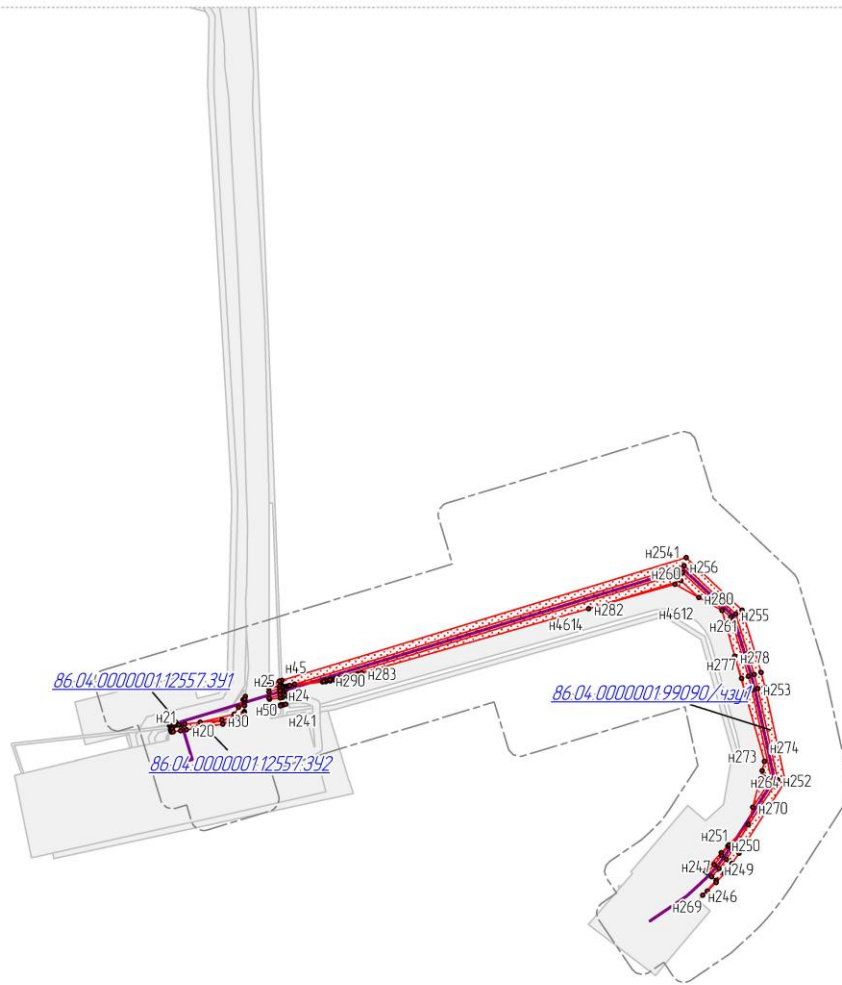 н2541
н256
н260
н280
н282
н255
н4614
н4612
н261
н45
н277
н278
н25
н283
86:04:0000001:12557:ЗУ1
н290
н253
н24
86:04:0000001:99090/чзу1
н50
н21
н30
н241
н20
86:04:0000001:12557:ЗУ2
н273
н274
н264
н252
н270
н251
н250
н247
н249
н246
н269